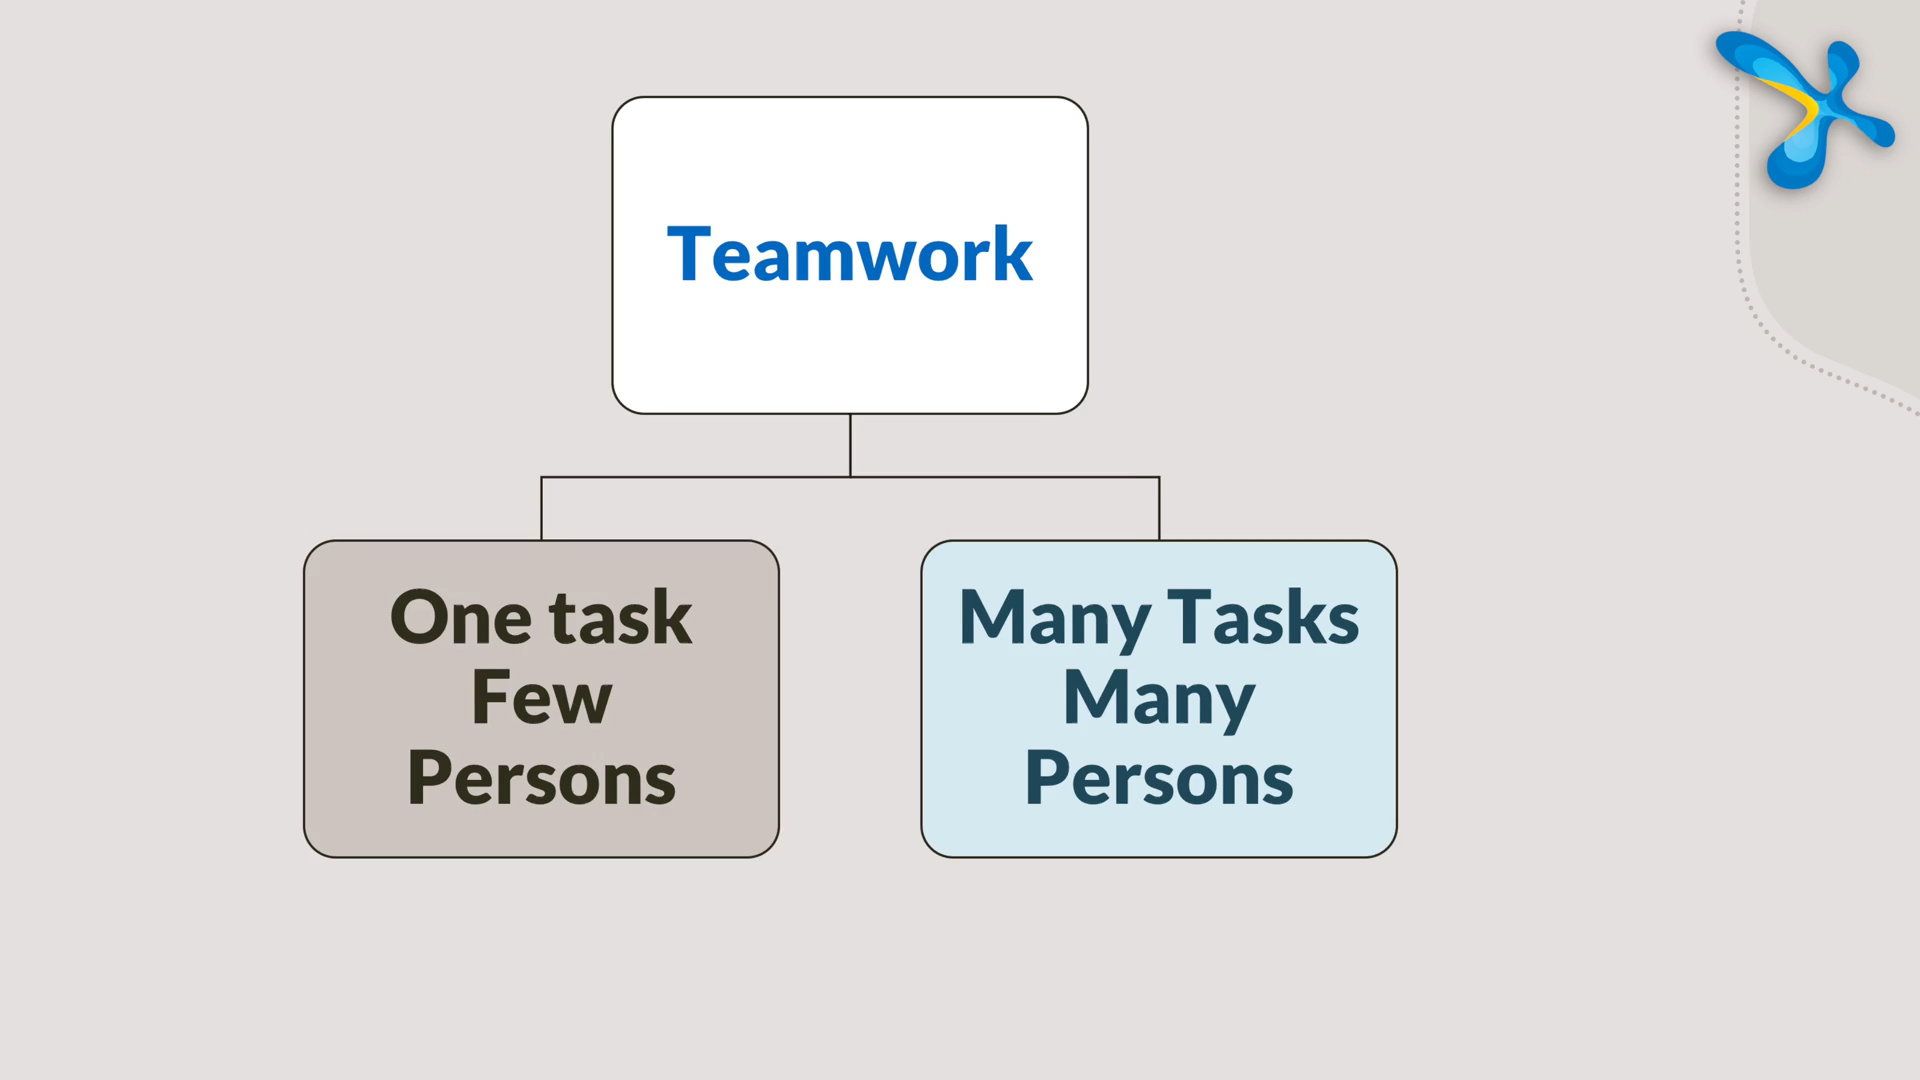 Teamwork
One task
Few
Persons
Many Tasks
Many
Persons